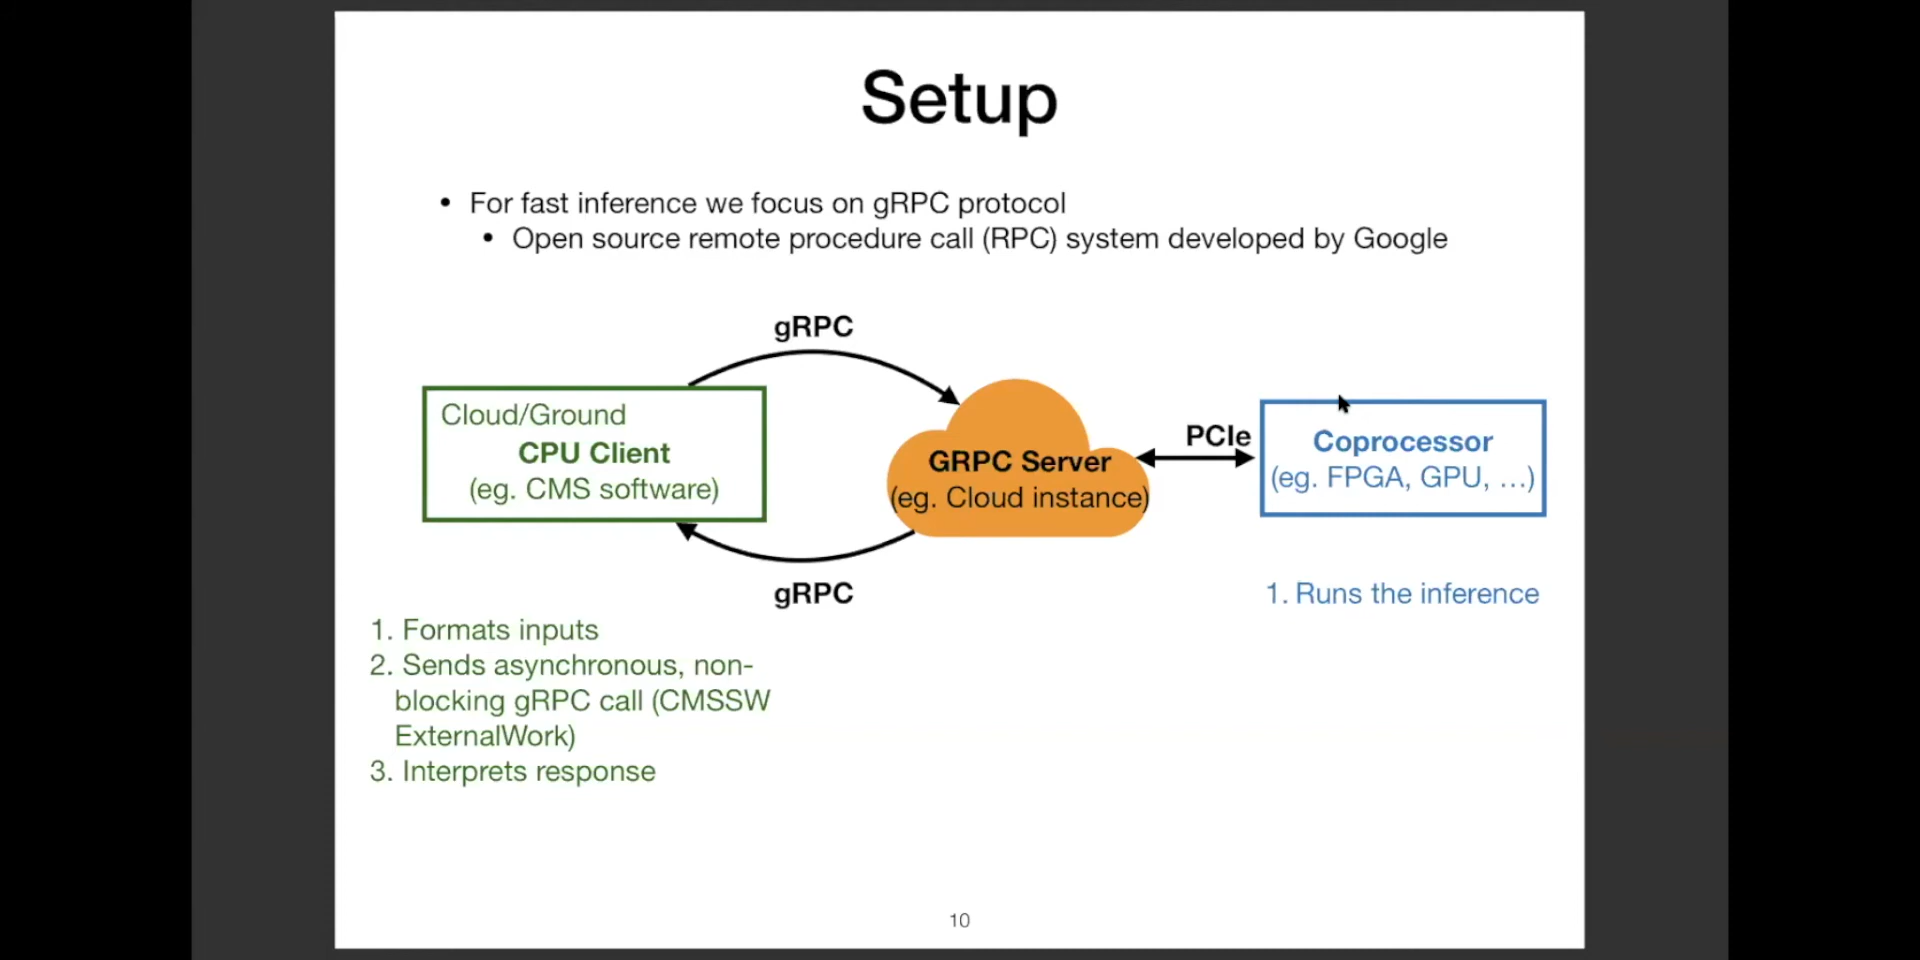 Setup
• For fast inference we focus on gRPC protocol
• Open source remote procedure call (RPC) system developed by Google
gRPC
Cloud/Ground
CPU Client
(eg. CMS software)
GRPC Server
(eg. Cloud instance)
PCIe
Coprocessor
(eg. FPGA, GPU, …)
gRPC
1. Runs the inference
1. Formats inputs
2. Sends asynchronous, non-
blocking gRPC call (CMSSW
ExternalWork)
3. Interprets response
10